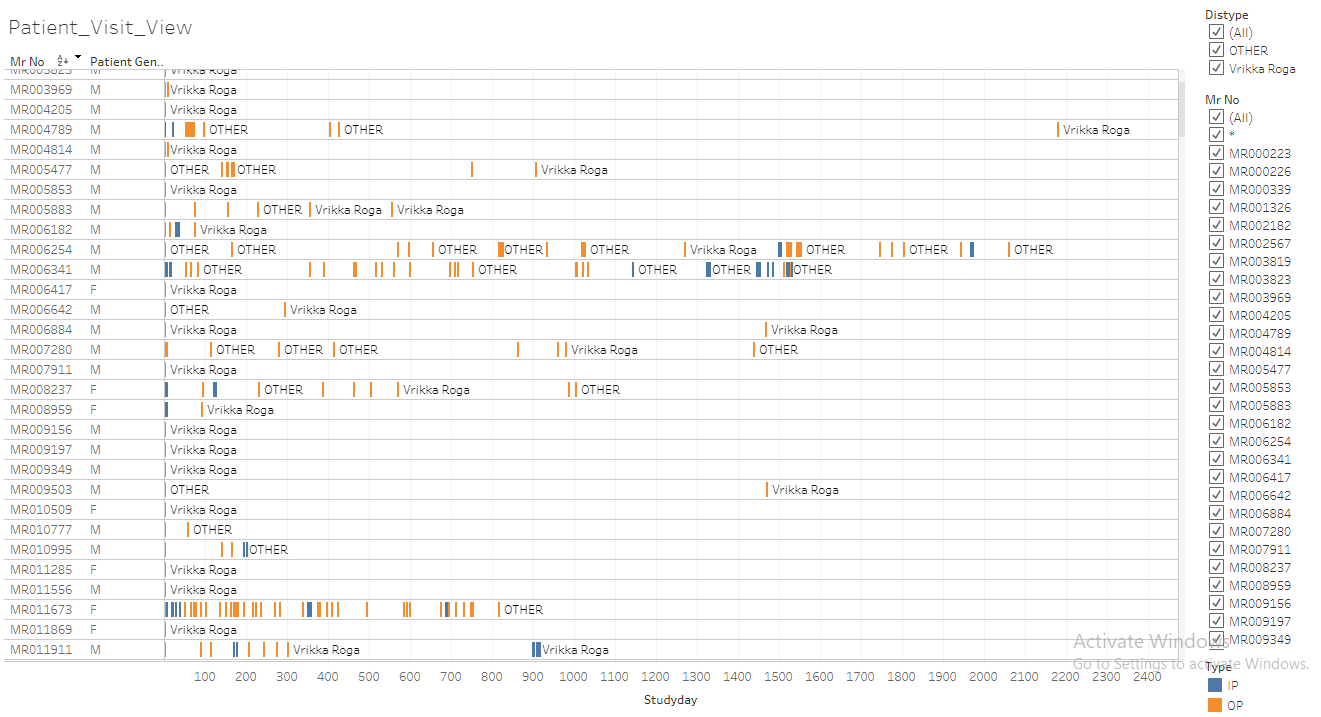 Patient_Visit_View
Mr No Patient Gen..
MR003823 M Vrikka Roga
MR003969 M Vrikka Roga
MR004205 M Vrikka Roga
MR004789 M OTHER OTHER Vrikka Roga
MR004814 M Vrikka Roga
MR005477 M OTHER OTHER Vrikka Roga
MR005853 M Vrikka Roga
MR005883 M OTHER Vrikka Roga Vrikka Roga
MR006182 M Vrikka Roga
MR006254 M OTHER OTHER OTHER OTHER OTHER Vrikka Roga OTHER OTHER OTHER
MR006341 M OTHER OTHER OTHER OTHER OTHER
MR006417 F Vrikka Roga
MR006642 M OTHER Vrikka Roga
MR006884 M Vrikka Roga Vrikka Roga
MR007280 M OTHER OTHER OTHER Vrikka Roga OTHER
MR007911 M Vrikka Roga
MR008237 F OTHER Vrikka Roga OTHER
MR008959 F Vrikka Roga
MR009156 M Vrikka Roga
MR009197 M Vrikka Roga
MR009349 M Vrikka Roga
MR009503 M OTHER Vrikka Roga
MR010509 F Vrikka Roga
MR010777 M OTHER
MR010995 M OTHER
MR011285 F Vrikka Roga
MR011556 M Vrikka Roga
MR011673 F OTHER
MR011869 F Vrikka Roga
MR011911 M Vrikka Roga Vrikka Roga
100 200 300 400 500 600 700 800 900 1000 1100 1200 1300 1400 1500 1600 1700 1800 1900 2000 2100 2200 2300 2400
Studyday
Distype
(All)
OTHER
Vrikka Roga
Mr No
(All)
*
MR000223
MR000226
MR000339
MR001326
MR002182
MR002567
MR003819
MR003823
MR003969
MR004205
MR004789
MR004814
MR005477
MR005853
MR005883
MR006182
MR006254
MR006341
MR006417
MR006642
MR006884
MR007280
MR007911
MR008237
MR008959
MR009156
MR009197
MR009349
Activate Windows
Go to Settings to activate Windows.
Type
IP
OP